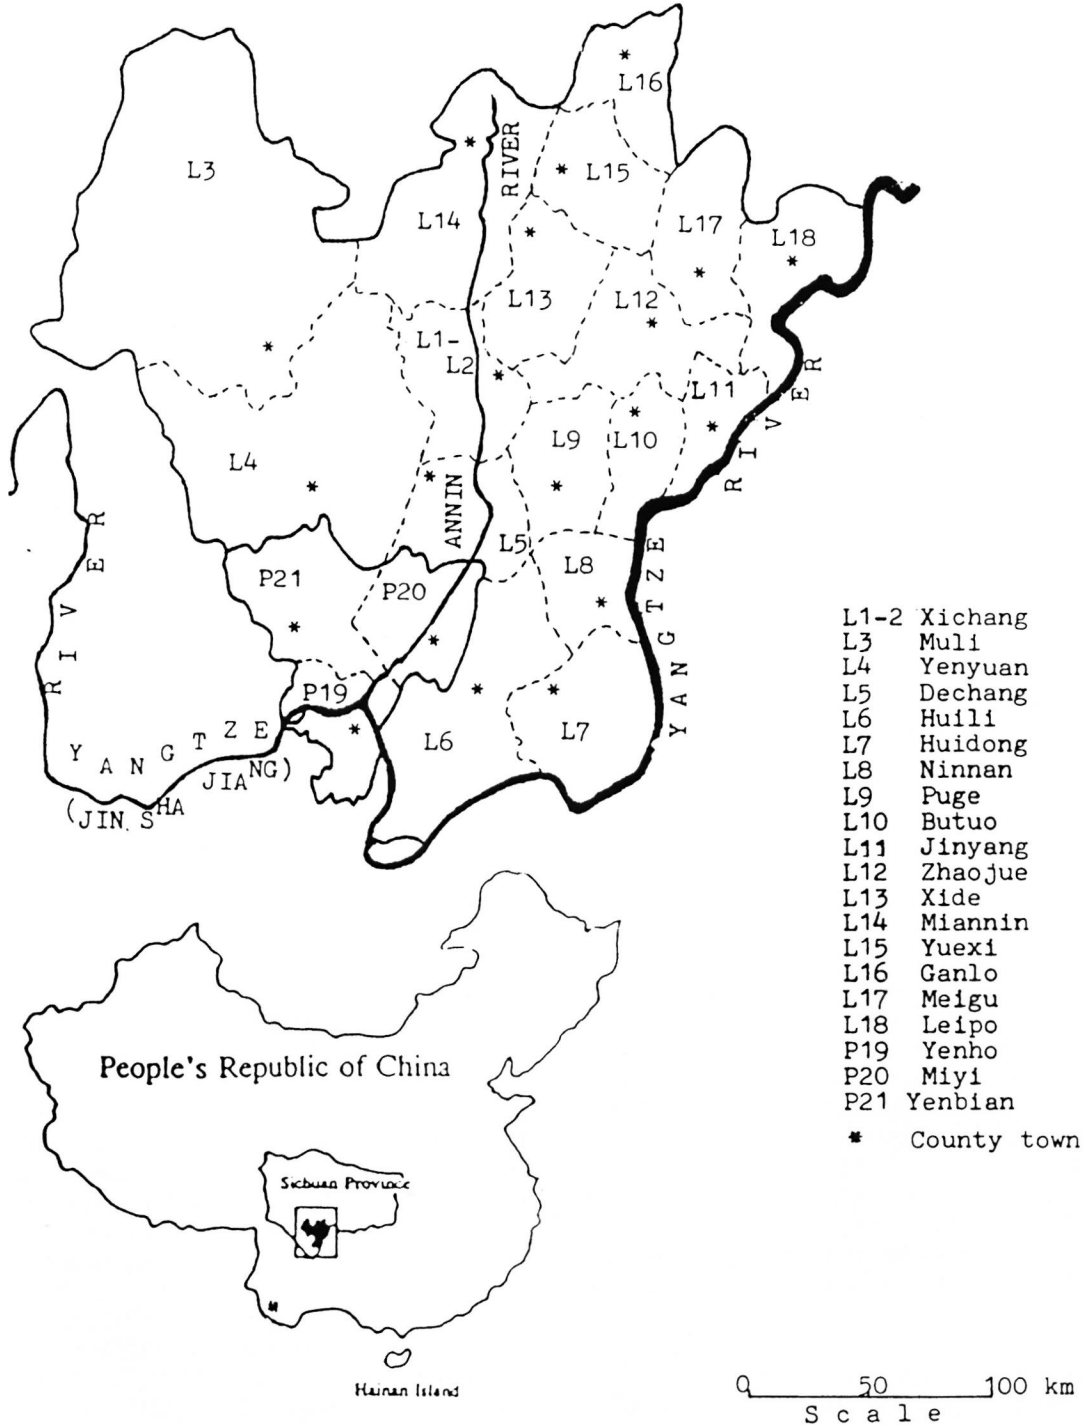 L16
L3
RIVER
L15
L14
L17
L18
L13
L12
L1-
L2
L11
RIVER
L9
L10
L4
ANNIN
RIVER
L5
L8
P21
P20
YANGTZE
P19
L6
L7
YANGTZE
(JIN SHA JIANG)
L1-2 Xichang
L3 Muli
L4 Yenyuan
L5 Dechang
L6 Huili
L7 Huidong
L8 Ninnan
L9 Puge
L10 Butuo
L11 Jinyang
L12 Zhaojue
L13 Xide
L14 Miannin
L15 Yuexi
L16 Ganlo
L17 Meigu
L18 Leipo
P19 Yenho
P20 Miyi
P21 Yenbian
* County town
People's Republic of China
Sichuan Province
Hainan Island
0 50 100 km
Scale